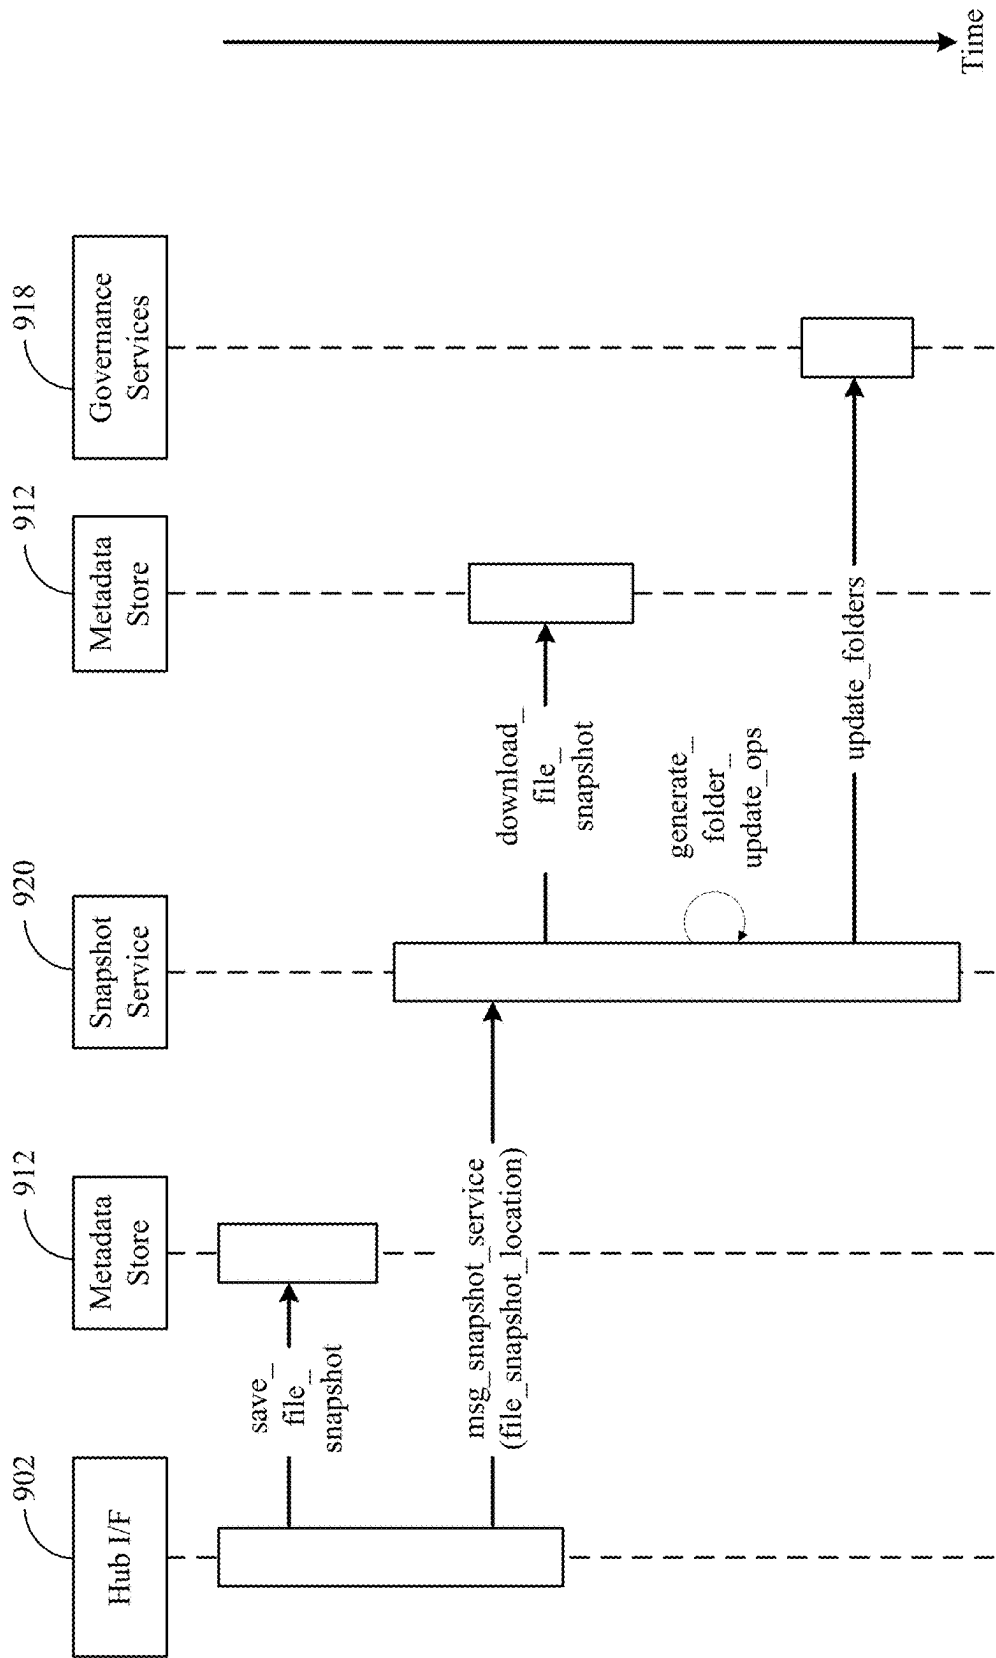 902
Hub I/F
912
Metadata
Store
920
Snapshot
Service
912
Metadata
Store
918
Governance
Services
save_
file_
snapshot
msg_snapshot_service
(file_snapshot_location)
download_
file_
snapshot
generate_
folder_
update_ops
update_folders
Time